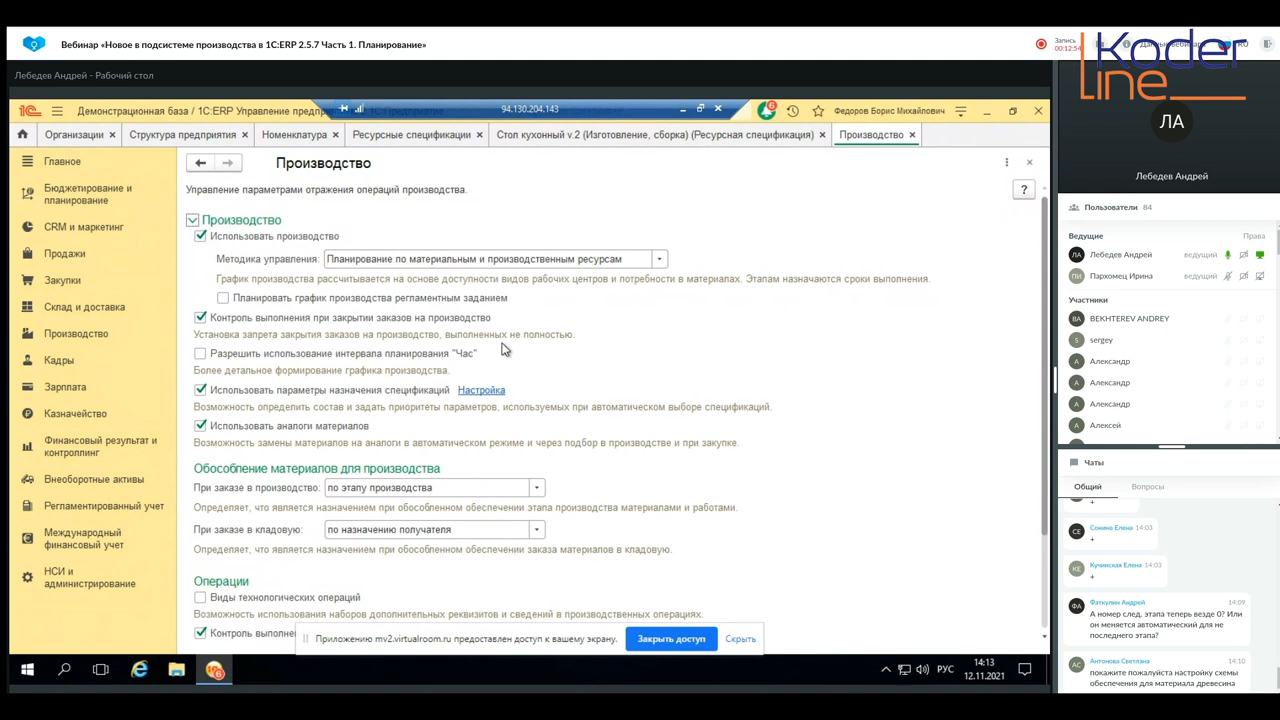 Вебинар «Новое в подсистеме производства в 1С:ERP 2.5.7 Часть 1. Планирование»
Запись
00:12:54
RU
Koder
line
Лебедев Андрей - Рабочий стол
Демонстрационная база / 1С:ERP Управление предпри
94.130.204.143
6
Федоров Борис Михайлович
Организации
Структура предприятия
Номенклатура
Ресурсные спецификации
Стол кухонный v.2 (Изготовление, сборка) (Ресурсная спецификация)
Производство
Главное
Бюджетирование и
планирование
CRM и маркетинг
Продажи
Закупки
Склад и доставка
Производство
Кадры
Зарплата
Казначейство
Финансовый результат и
контроллинг
Внеоборотные активы
Регламентированный учет
Международный
финансовый учет
НСИ и
администрирование
Производство
Управление параметрами отражения операций производства.
?
Производство
Использовать производство
Методика управления: Планирование по материальным и производственным ресурсам
График производства рассчитывается на основе доступности видов рабочих центров и потребности в материалах. Этапам назначаются сроки выполнения.
Планировать график производства регламентным заданием
Контроль выполнения при закрытии заказов на производство
Установка запрета закрытия заказов на производство, выполненных не полностью.
Разрешить использование интервала планирования "Час"
Более детальное формирование графика производства.
Использовать параметры назначения спецификаций Настройка
Возможность определить состав и задать приоритеты параметров, используемых при автоматическом выборе спецификаций.
Использовать аналоги материалов
Возможность замены материалов на аналоги в автоматическом режиме и через подбор в производстве и при закупке.
Обособление материалов для производства
При заказе в производство: по этапу производства
Определяет, что является назначением при обособленном обеспечении этапа производства материалами и работами.
При заказе в кладовую: по назначению получателя
Определяет, что является назначением при обособленном обеспечении заказа материалов в кладовую.
Операции
Виды технологических операций
Возможность использования наборов дополнительных реквизитов и сведений в производственных операциях.
Контроль выполнен
Приложению mv2.virtualroom.ru предоставлен доступ к вашему экрану.
Закрыть доступ
Скрыть
РУС
14:13
12.11.2021
ЛА
Лебедев Андрей
Пользователи 84
Ведущие Права
ЛА Лебедев Андрей ведущий
ПИ Пархомец Ирина ведущий
Участники
BA BEKHTEREV ANDREY
S sergey
А Александр
А Александр
А Александр
А Алексей
Чаты
Общий Вопросы
+
СЕ Сонина Елена 14:03
+
КЕ Кучинская Елена 14:03
+
ФА Фаткулин Андрей 14:09
А номер след. этапа теперь везде 0? Или
он меняется автоматический для не
последнего этапа?
АС Антонова Светлана 14:10
покажите пожалуйста настройку схемы
обеспечения для материала древесина